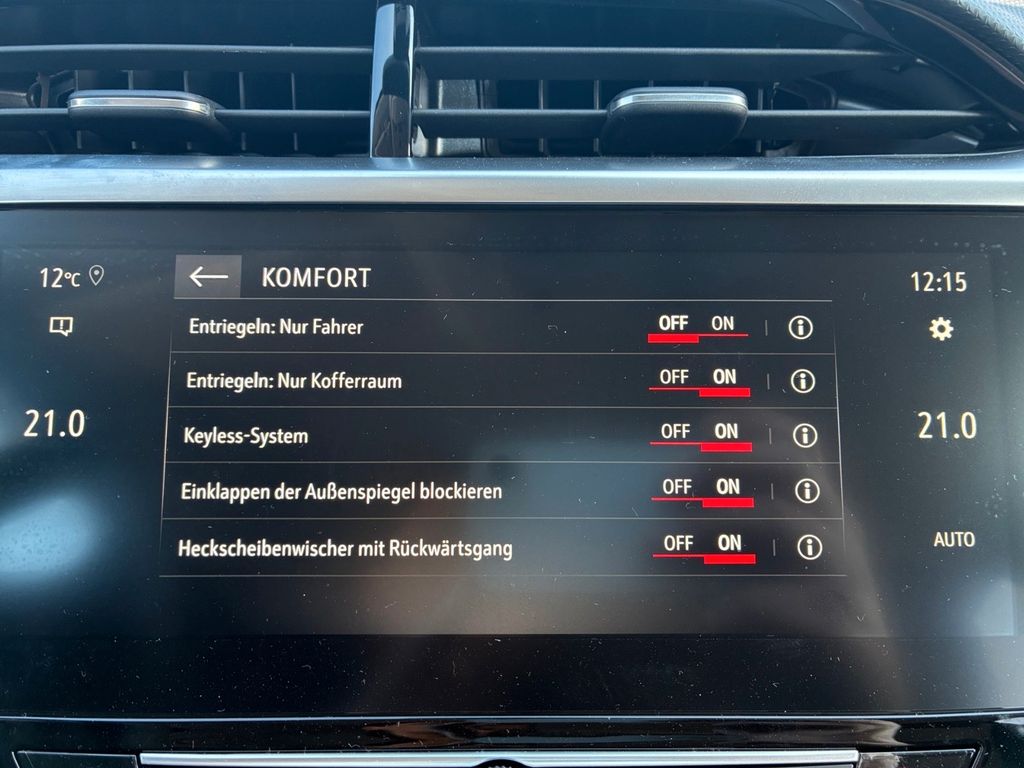 12°C
KOMFORT
12:15
Entriegeln: Nur Fahrer OFF ON
Entriegeln: Nur Kofferraum OFF ON
21.0
Keyless-System OFF ON
21.0
Einklappen der Außenspiegel blockieren OFF ON
Heckscheibenwischer mit Rückwärtsgang OFF ON
AUTO